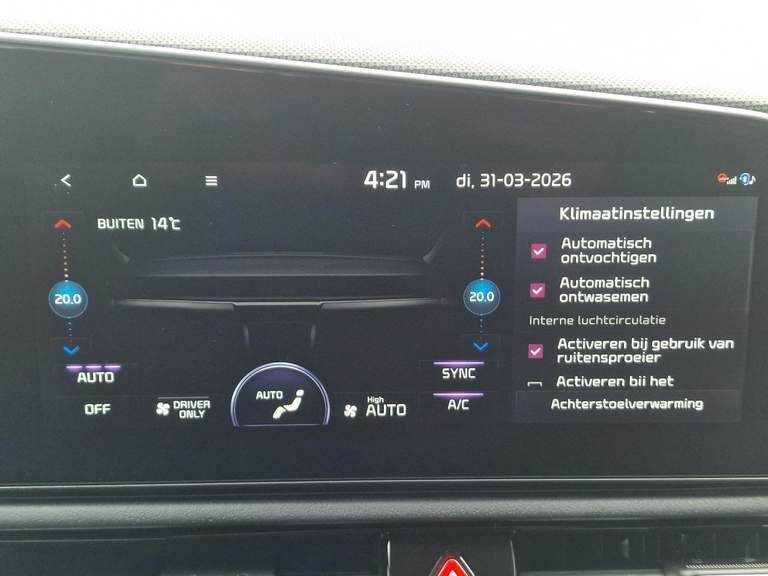 4:21 PM di, 31-03-2026
BUITEN 14°C
20.0
AUTO
OFF
DRIVER
ONLY
AUTO
High
AUTO
20.0
SYNC
A/C
Klimaatinstellingen
Automatisch
ontvochtigen
Automatisch
ontwasemen
Interne luchtcirculatie
Activeren bij gebruik van
ruitensproeier
Activeren bij het
Achterstoelverwarming